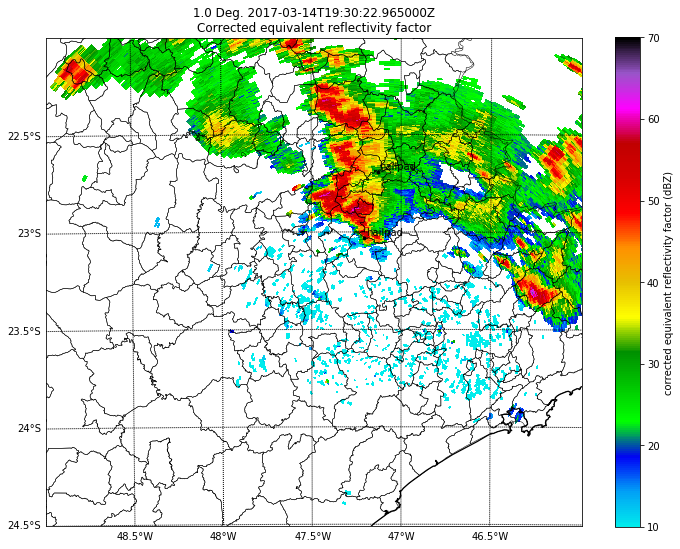 1.0 Deg. 2017-03-14T19:30:22.965000Z
Corrected equivalent reflectivity factor
22.5°S
23°S
23.5°S
24°S
24.5°S
48.5°W
48°W
47.5°W
47°W
46.5°W
70
60
50
40
30
20
10
corrected equivalent reflectivity factor (dBZ)